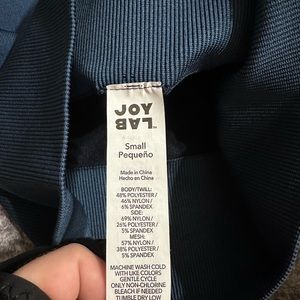 JOY
LAB
Small
Pequeño
Made in China
Hecho en China
BODY/TWILL:
48% POLYESTER /
46% NYLON /
6% SPANDEX
SIDE:
69% NYLON /
26% POLYESTER /
5% SPANDEX
MESH:
57% NYLON /
38% POLYESTER /
5% SPANDEX
MACHINE WASH COLD
WITH LIKE COLORS
GENTLE CYCLE
ONLY NON-CHLORINE
BLEACH IF NEEDED
TUMBLE DRY LOW